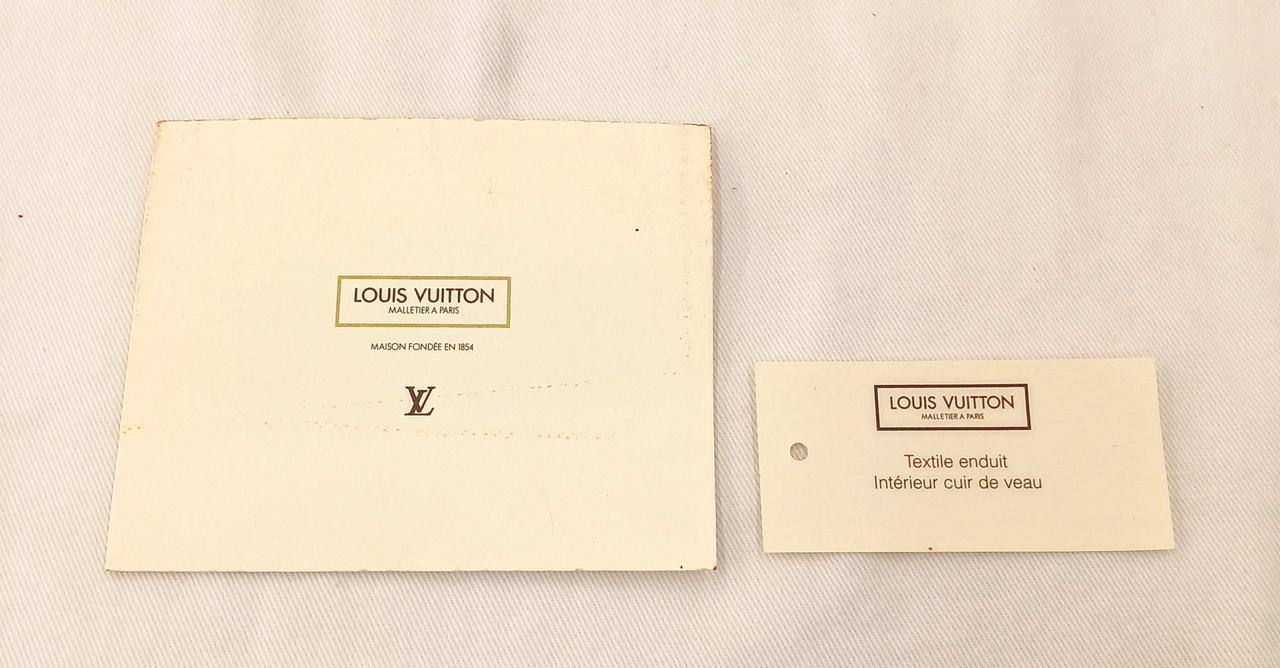 LOUIS VUITTON
MALLETIER A PARIS
MAISON FONDÉE EN 1854
LV
LOUIS VUITTON
MALLETIER A PARIS
Textile enduit
Intérieur cuir de veau